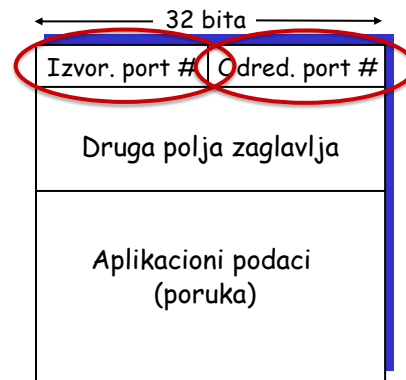 32 bita
Izvor. port # Odred. port #
Druga polja zaglavlja
Aplikacioni podaci
(poruka)